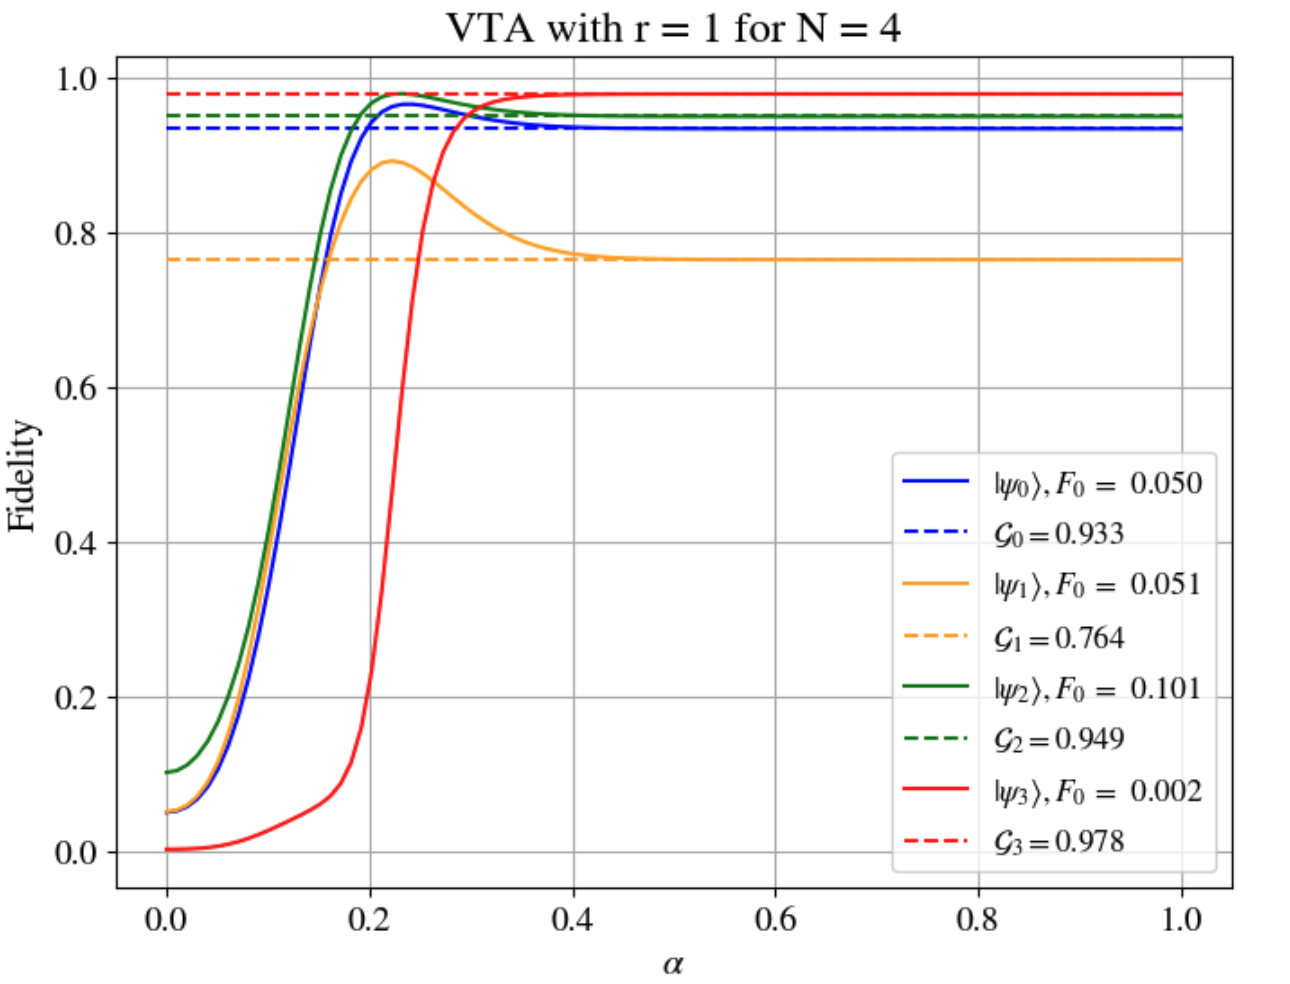 VTA with r = 1 for N = 4
1.0
0.8
0.6
0.4
0.2
0.0
Fidelity
|ψ₀⟩, F₀ = 0.050
𝒢₀ = 0.933
|ψ₁⟩, F₀ = 0.051
𝒢₁ = 0.764
|ψ₂⟩, F₀ = 0.101
𝒢₂ = 0.949
|ψ₃⟩, F₀ = 0.002
𝒢₃ = 0.978
0.0 0.2 0.4 0.6 0.8 1.0
α